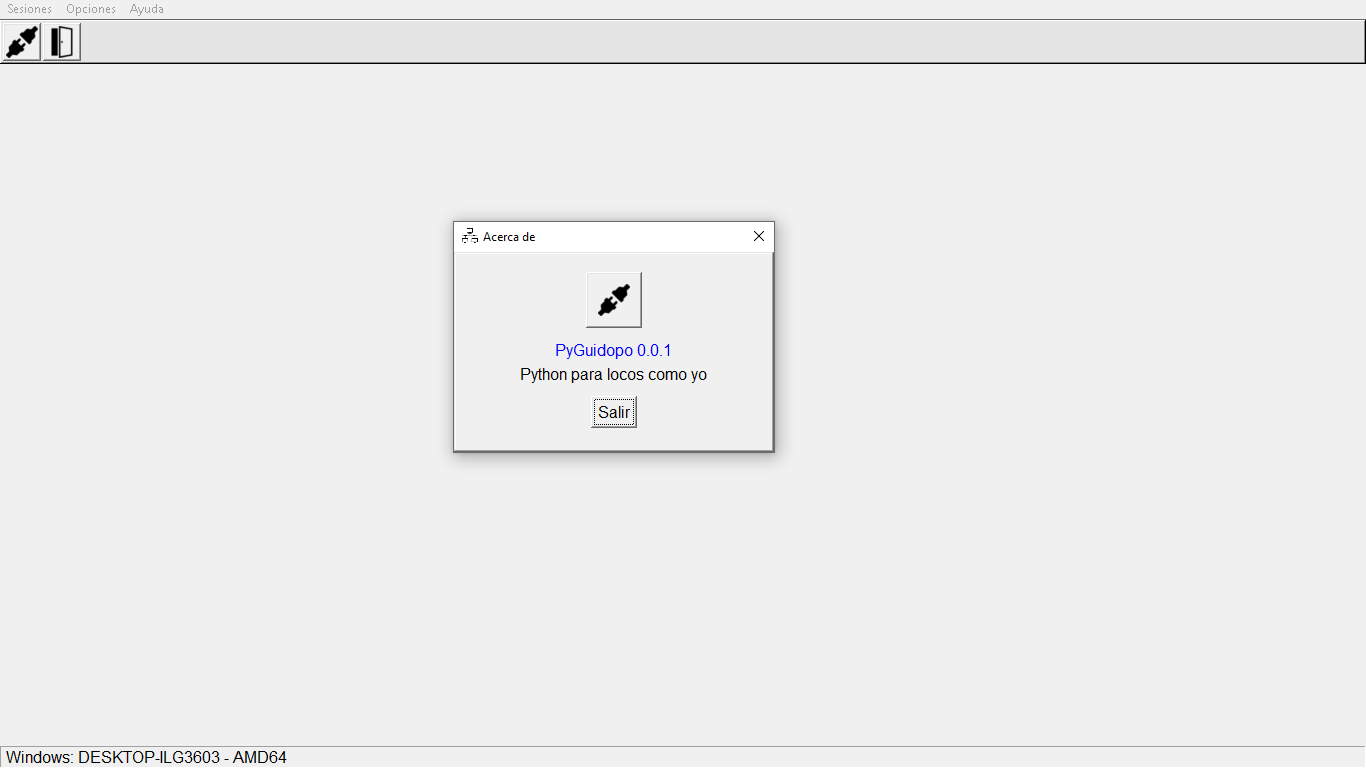 Sesiones Opciones Ayuda
Acerca de
PyGuidopo 0.0.1
Python para locos como yo
Salir
Windows: DESKTOP-ILG3603 - AMD64